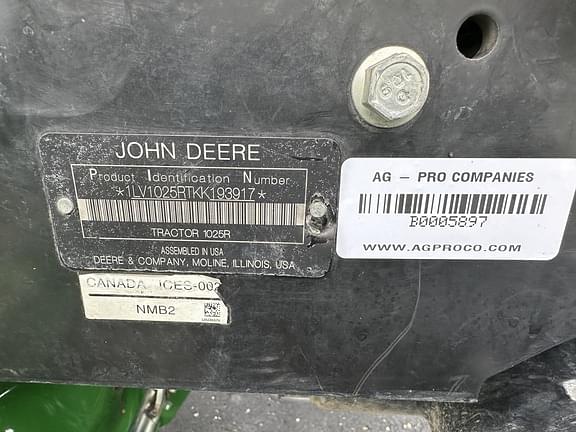 JOHN DEERE
Product Identification Number
*1LV1025RTKK193917*
TRACTOR 1025R
ASSEMBLED IN USA
DEERE & COMPANY, MOLINE, ILLINOIS, USA
CANADA ICES-002
NMB2
AG - PRO COMPANIES
B0005897
WWW.AGPROCO.COM